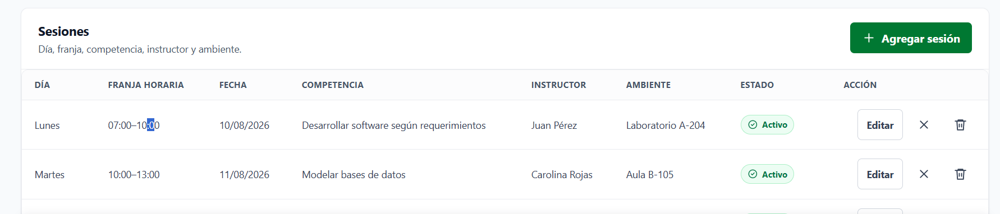 Sesiones
Día, franja, competencia, instructor y ambiente.
Agregar sesión
DÍA FRANJA HORARIA FECHA COMPETENCIA INSTRUCTOR AMBIENTE ESTADO ACCIÓN
Lunes 07:00–10:00 10/08/2026 Desarrollar software según requerimientos Juan Pérez Laboratorio A-204 Activo Editar
Martes 10:00–13:00 11/08/2026 Modelar bases de datos Carolina Rojas Aula B-105 Activo Editar